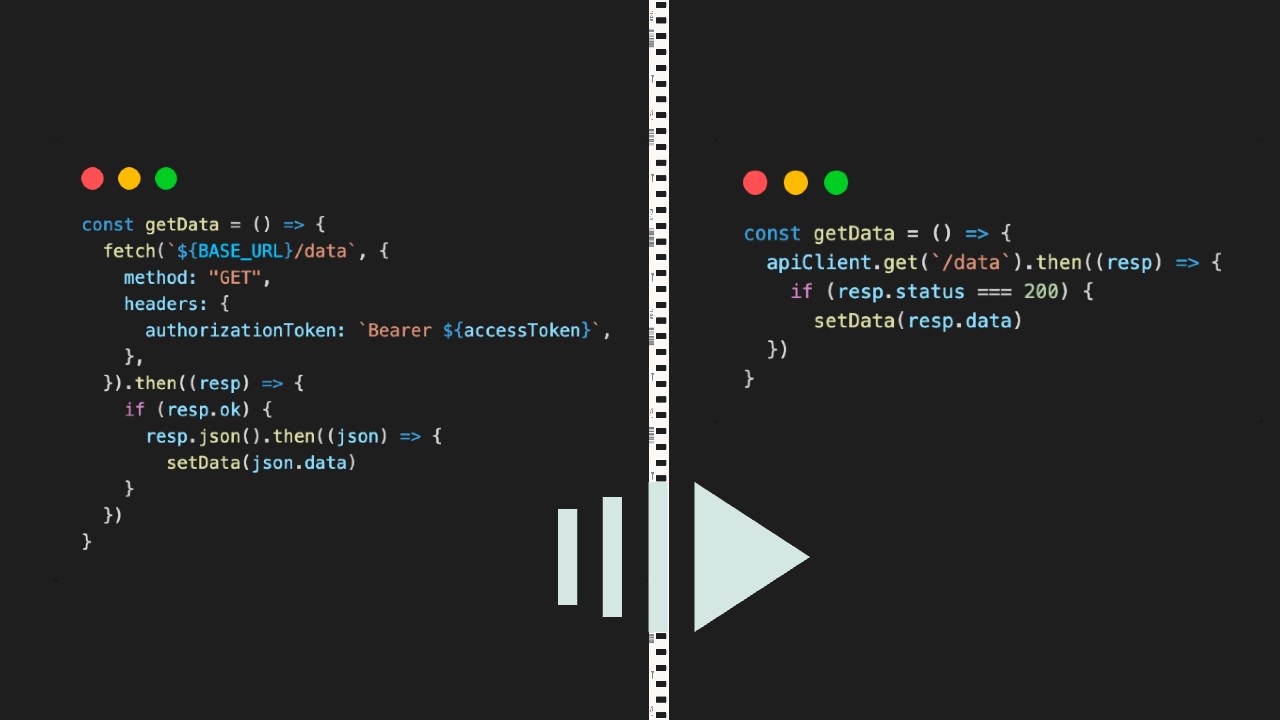 const getData = () => {
  fetch(`${BASE_URL}/data`, {
    method: "GET",
    headers: {
      authorizationToken: `Bearer ${accessToken}`,
    },
  }).then((resp) => {
    if (resp.ok) {
      resp.json().then((json) => {
        setData(json.data)
    }
  })
}
const getData = () => {
  apiClient.get(`/data`).then((resp) => {
    if (resp.status === 200) {
      setData(resp.data)
  })
}